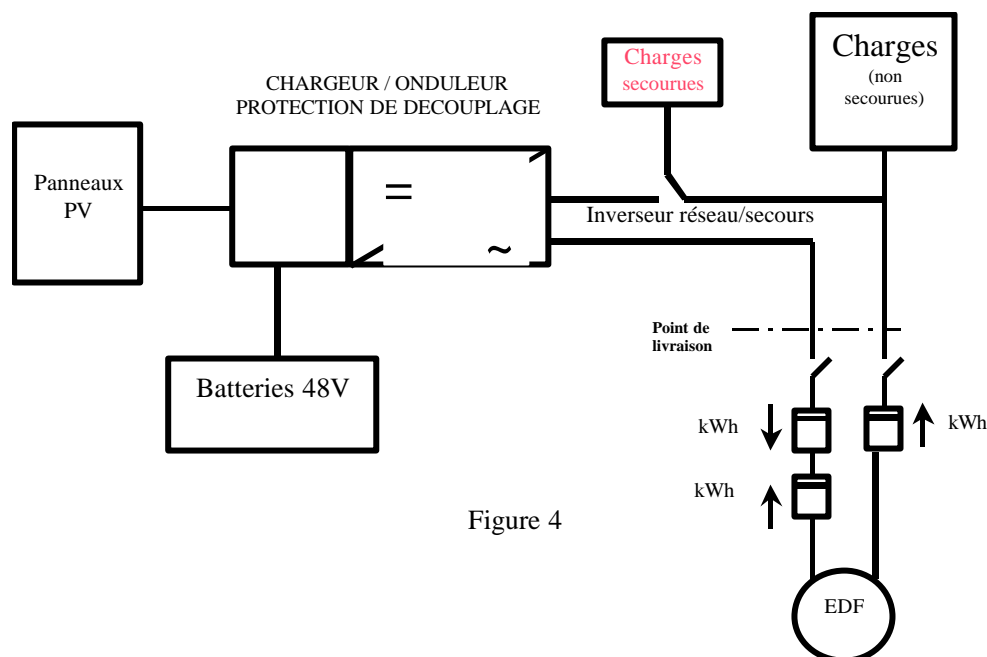 Charges
(non
secourues)
Charges
secourues
CHARGEUR / ONDULEUR
PROTECTION DE DECOUPLAGE
Panneaux
PV
=
~
Inverseur réseau/secours
Point de
livraison
Batteries 48V
kWh
kWh
kWh
Figure 4
EDF